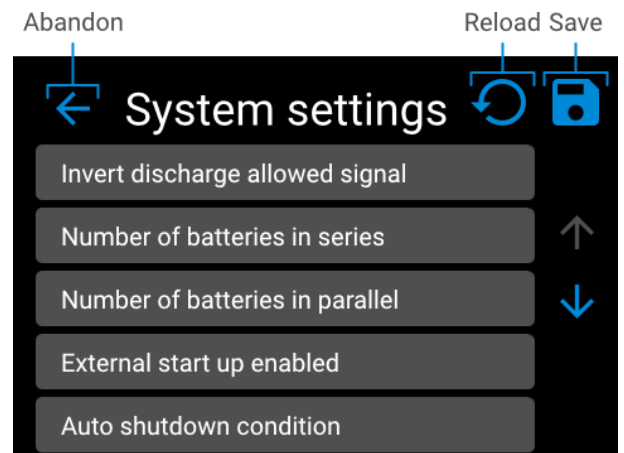 Abandon
Reload Save
System settings
Invert discharge allowed signal
Number of batteries in series
Number of batteries in parallel
External start up enabled
Auto shutdown condition